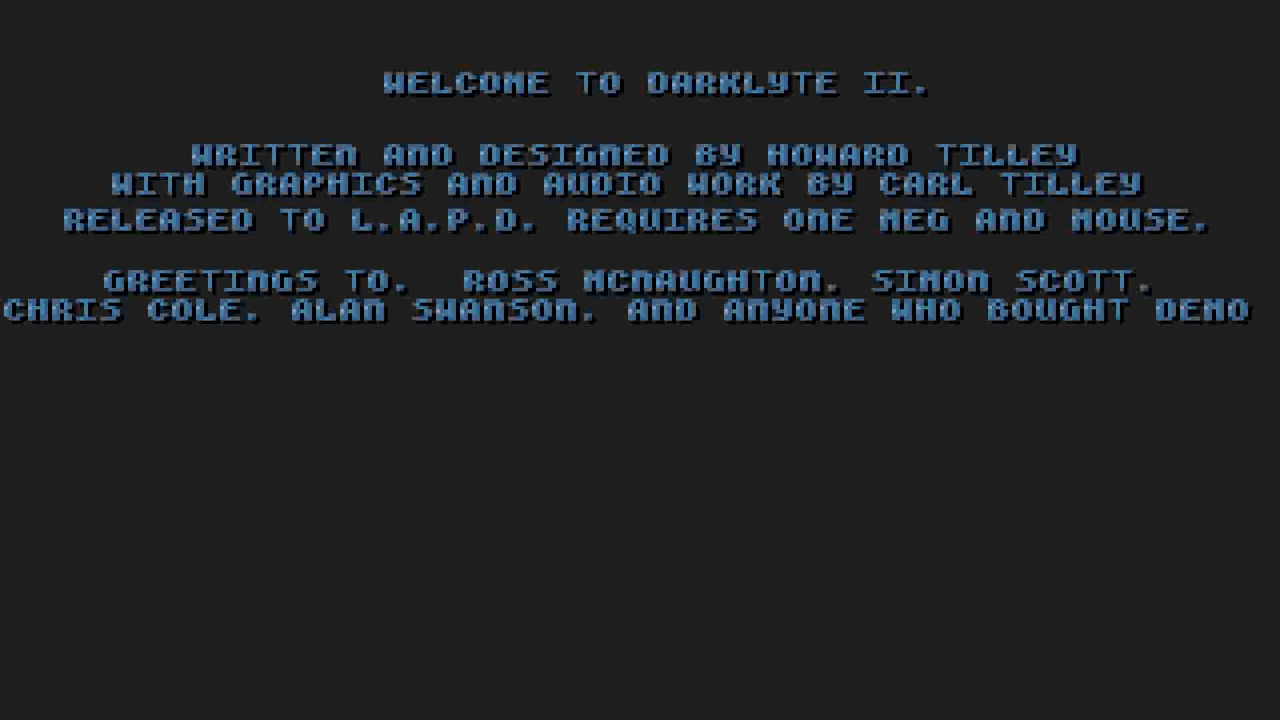 WELCOME TO DARKLYTE II.
WRITTEN AND DESIGNED BY HOWARD TILLEY
WITH GRAPHICS AND AUDIO WORK BY CARL TILLEY
RELEASED TO L.A.P.D. REQUIRES ONE MEG AND MOUSE.
GREETINGS TO. ROSS MCNAUGHTON. SIMON SCOTT.
CHRIS COLE. ALAN SWANSON. AND ANYONE WHO BOUGHT DEMO